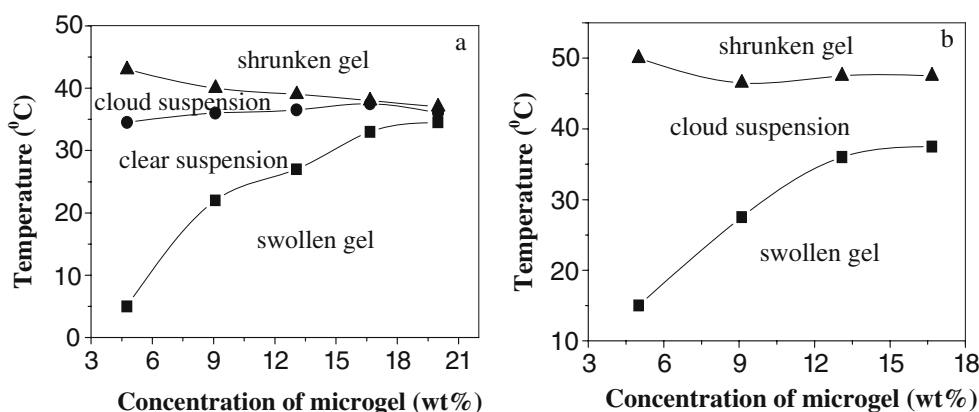 a
50
40
30
20
10
0
Temperature (⁰C)
shrunken gel
cloud suspension
clear suspension
swollen gel
3 6 9 12 15 18 21
Concentration of microgel (wt%)
b
50
40
30
20
10
Temperature (⁰C)
shrunken gel
cloud suspension
swollen gel
3 6 9 12 15 18
Concentration of microgel (wt%)